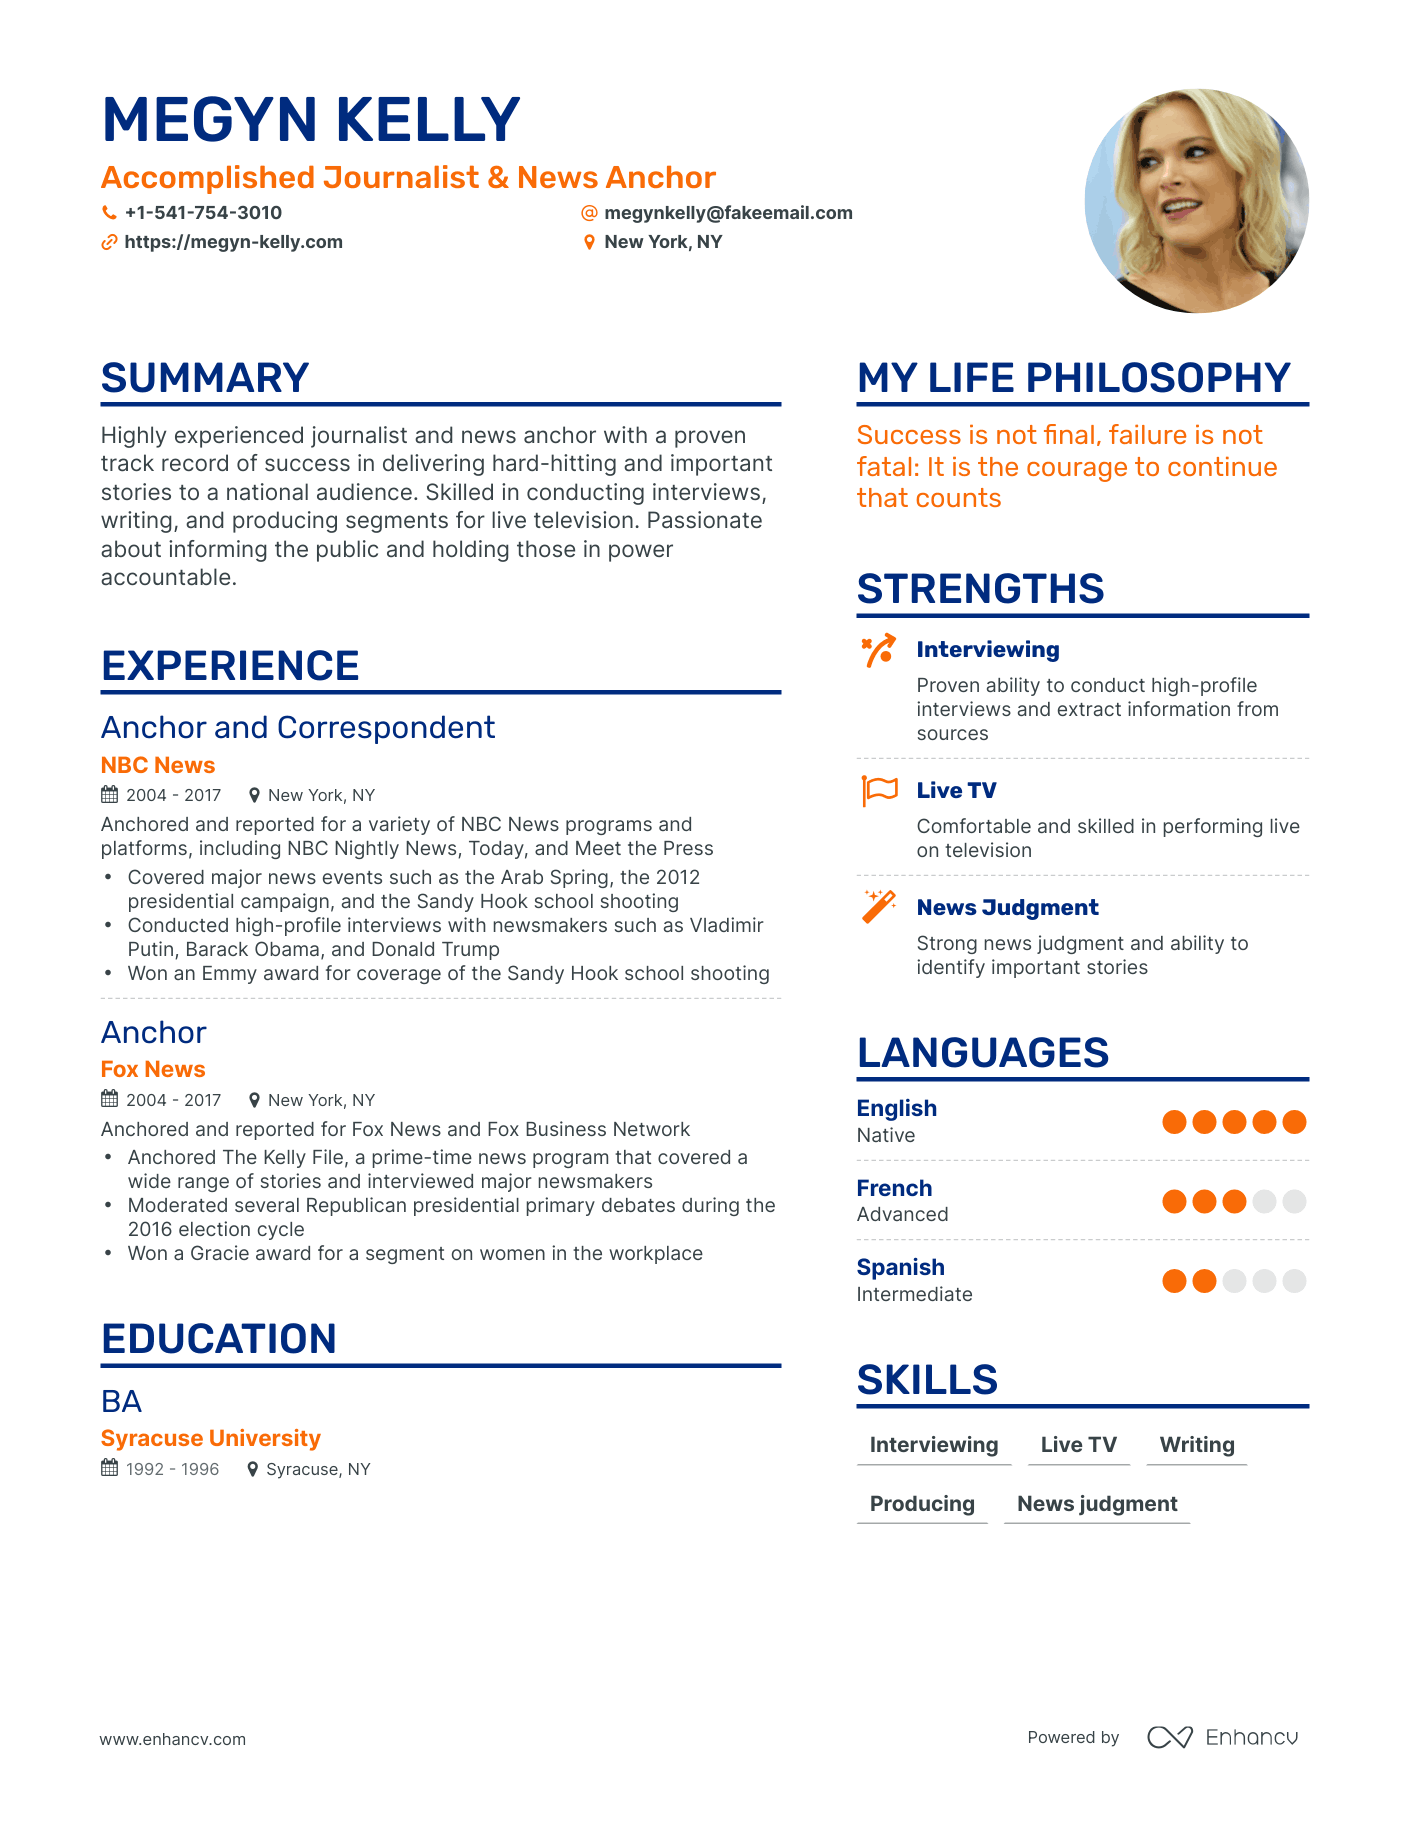 MEGYN KELLY
Accomplished Journalist & News Anchor
+1-541-754-3010
megynkelly@fakeemail.com
https://megyn-kelly.com
New York, NY
SUMMARY
Highly experienced journalist and news anchor with a proven
track record of success in delivering hard-hitting and important
stories to a national audience. Skilled in conducting interviews,
writing, and producing segments for live television. Passionate
about informing the public and holding those in power
accountable.
EXPERIENCE
Anchor and Correspondent
NBC News
2004 - 2017 New York, NY
Anchored and reported for a variety of NBC News programs and
platforms, including NBC Nightly News, Today, and Meet the Press
• Covered major news events such as the Arab Spring, the 2012
presidential campaign, and the Sandy Hook school shooting
• Conducted high-profile interviews with newsmakers such as Vladimir
Putin, Barack Obama, and Donald Trump
• Won an Emmy award for coverage of the Sandy Hook school shooting
Anchor
Fox News
2004 - 2017 New York, NY
Anchored and reported for Fox News and Fox Business Network
• Anchored The Kelly File, a prime-time news program that covered a
wide range of stories and interviewed major newsmakers
• Moderated several Republican presidential primary debates during the
2016 election cycle
• Won a Gracie award for a segment on women in the workplace
EDUCATION
BA
Syracuse University
1992 - 1996 Syracuse, NY
MY LIFE PHILOSOPHY
Success is not final, failure is not
fatal: It is the courage to continue
that counts
STRENGTHS
Interviewing
Proven ability to conduct high-profile
interviews and extract information from
sources
Live TV
Comfortable and skilled in performing live
on television
News Judgment
Strong news judgment and ability to
identify important stories
LANGUAGES
English
Native
French
Advanced
Spanish
Intermediate
SKILLS
Interviewing Live TV Writing
Producing News judgment
www.enhancv.com
Powered by Enhancv